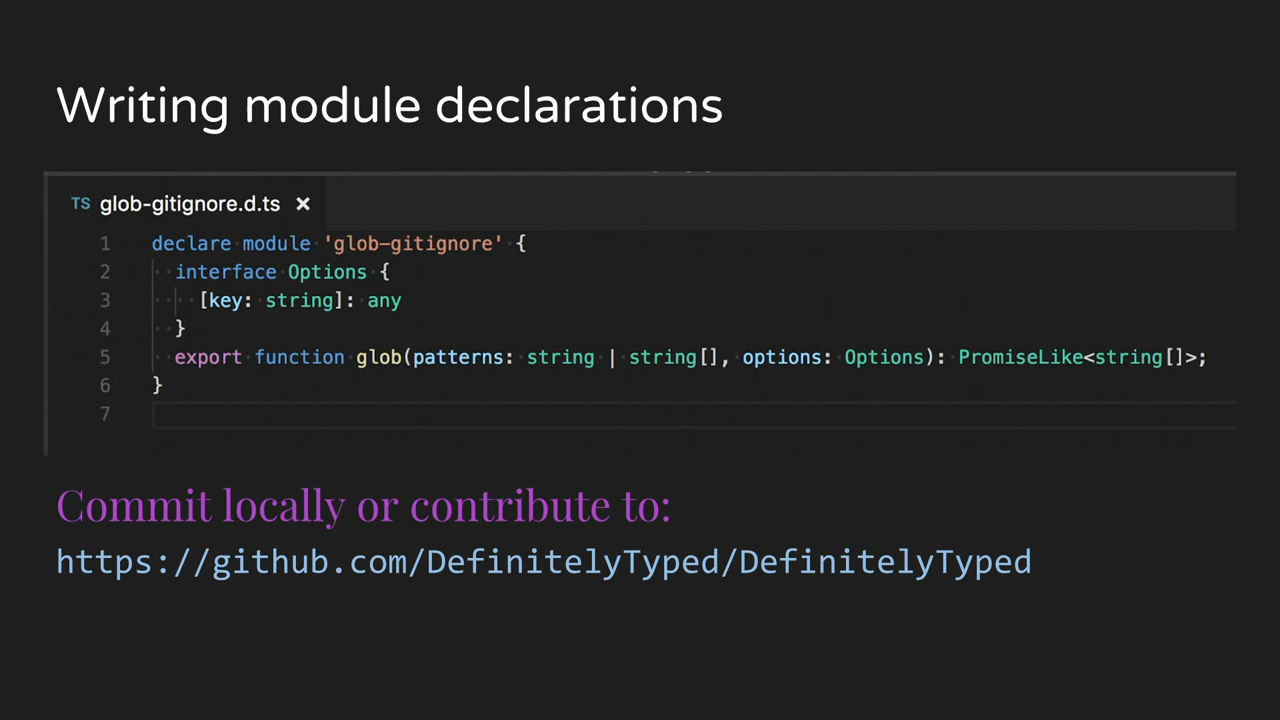 Writing module declarations
TS glob-gitignore.d.ts ×
1 declare module 'glob-gitignore' {
2 interface Options {
3 [key: string]: any
4 }
5 export function glob(patterns: string | string[], options: Options): PromiseLike<string[]>;
6 }
7
Commit locally or contribute to:
https://github.com/DefinitelyTyped/DefinitelyTyped